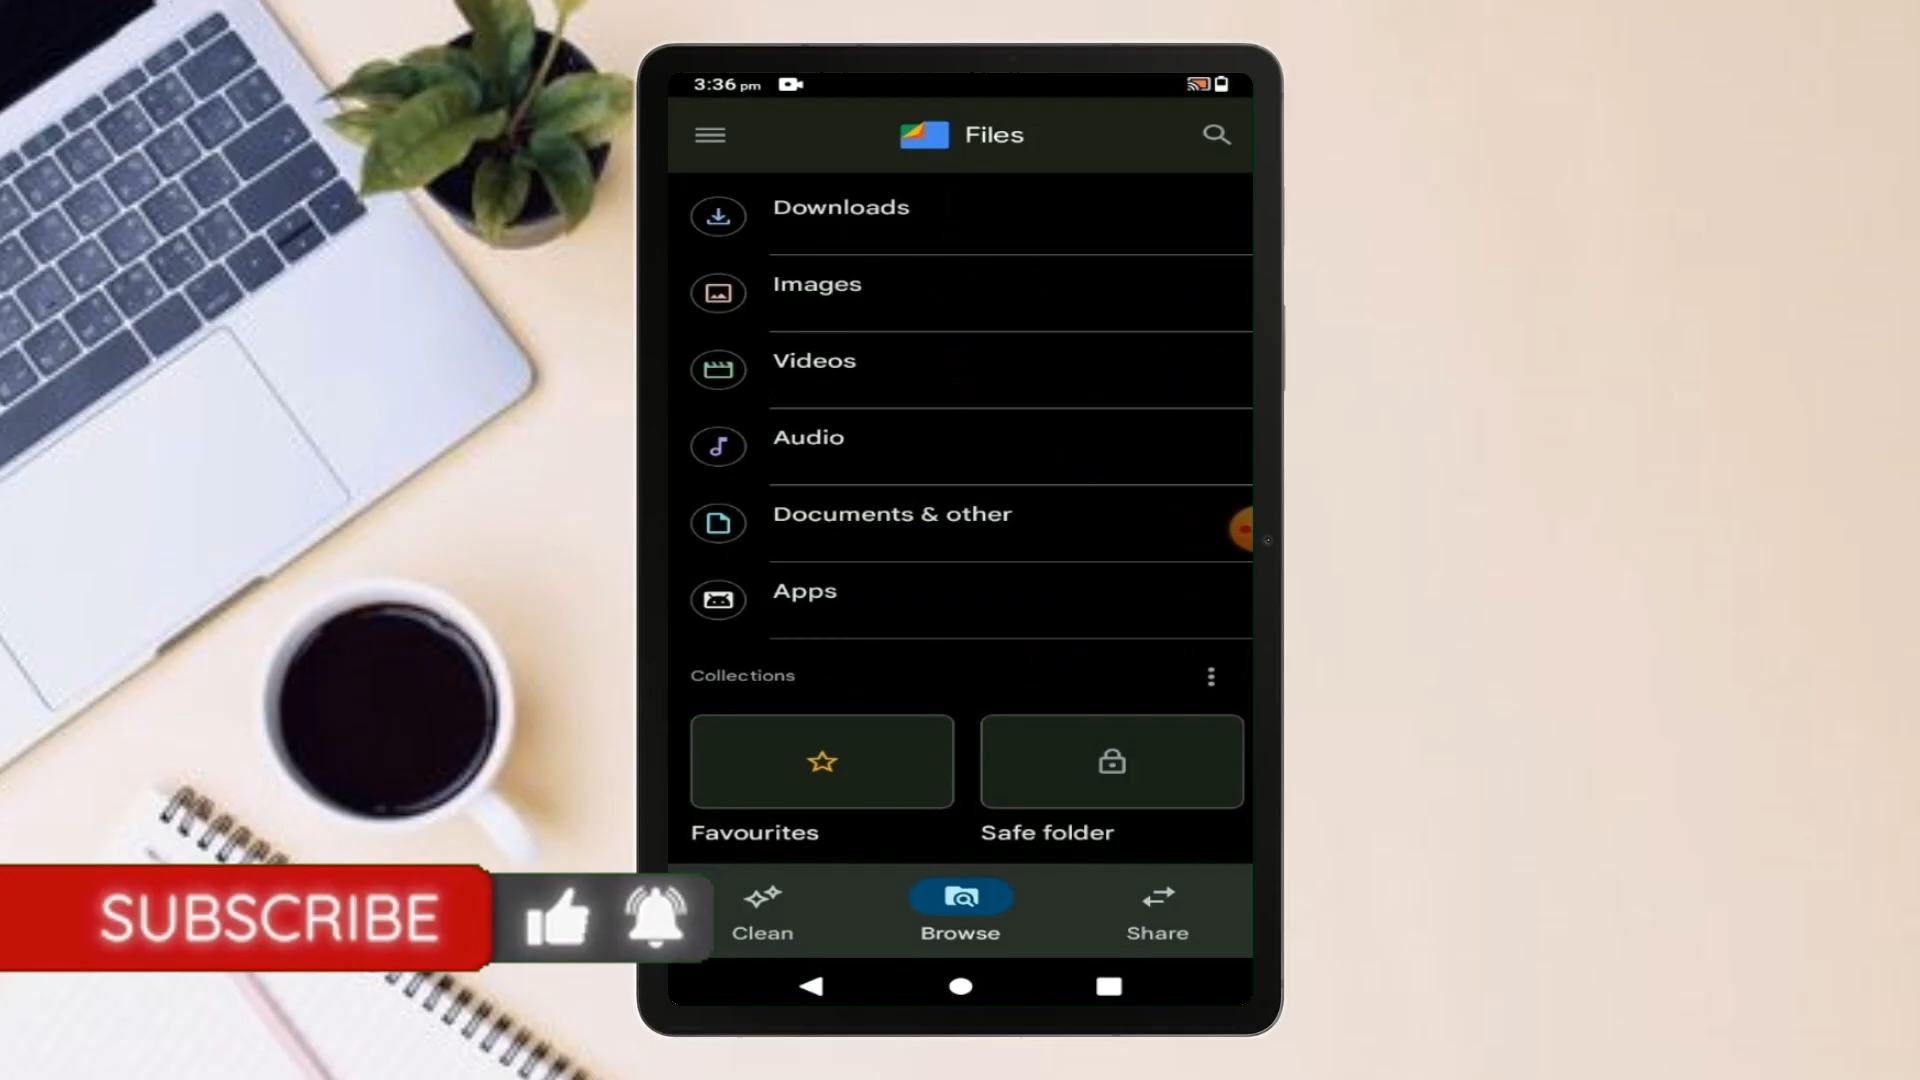 3:36 pm
Files
Downloads
Images
Videos
Audio
Documents & other
Apps
Collections
Favourites
Safe folder
SUBSCRIBE
Clean
Browse
Share